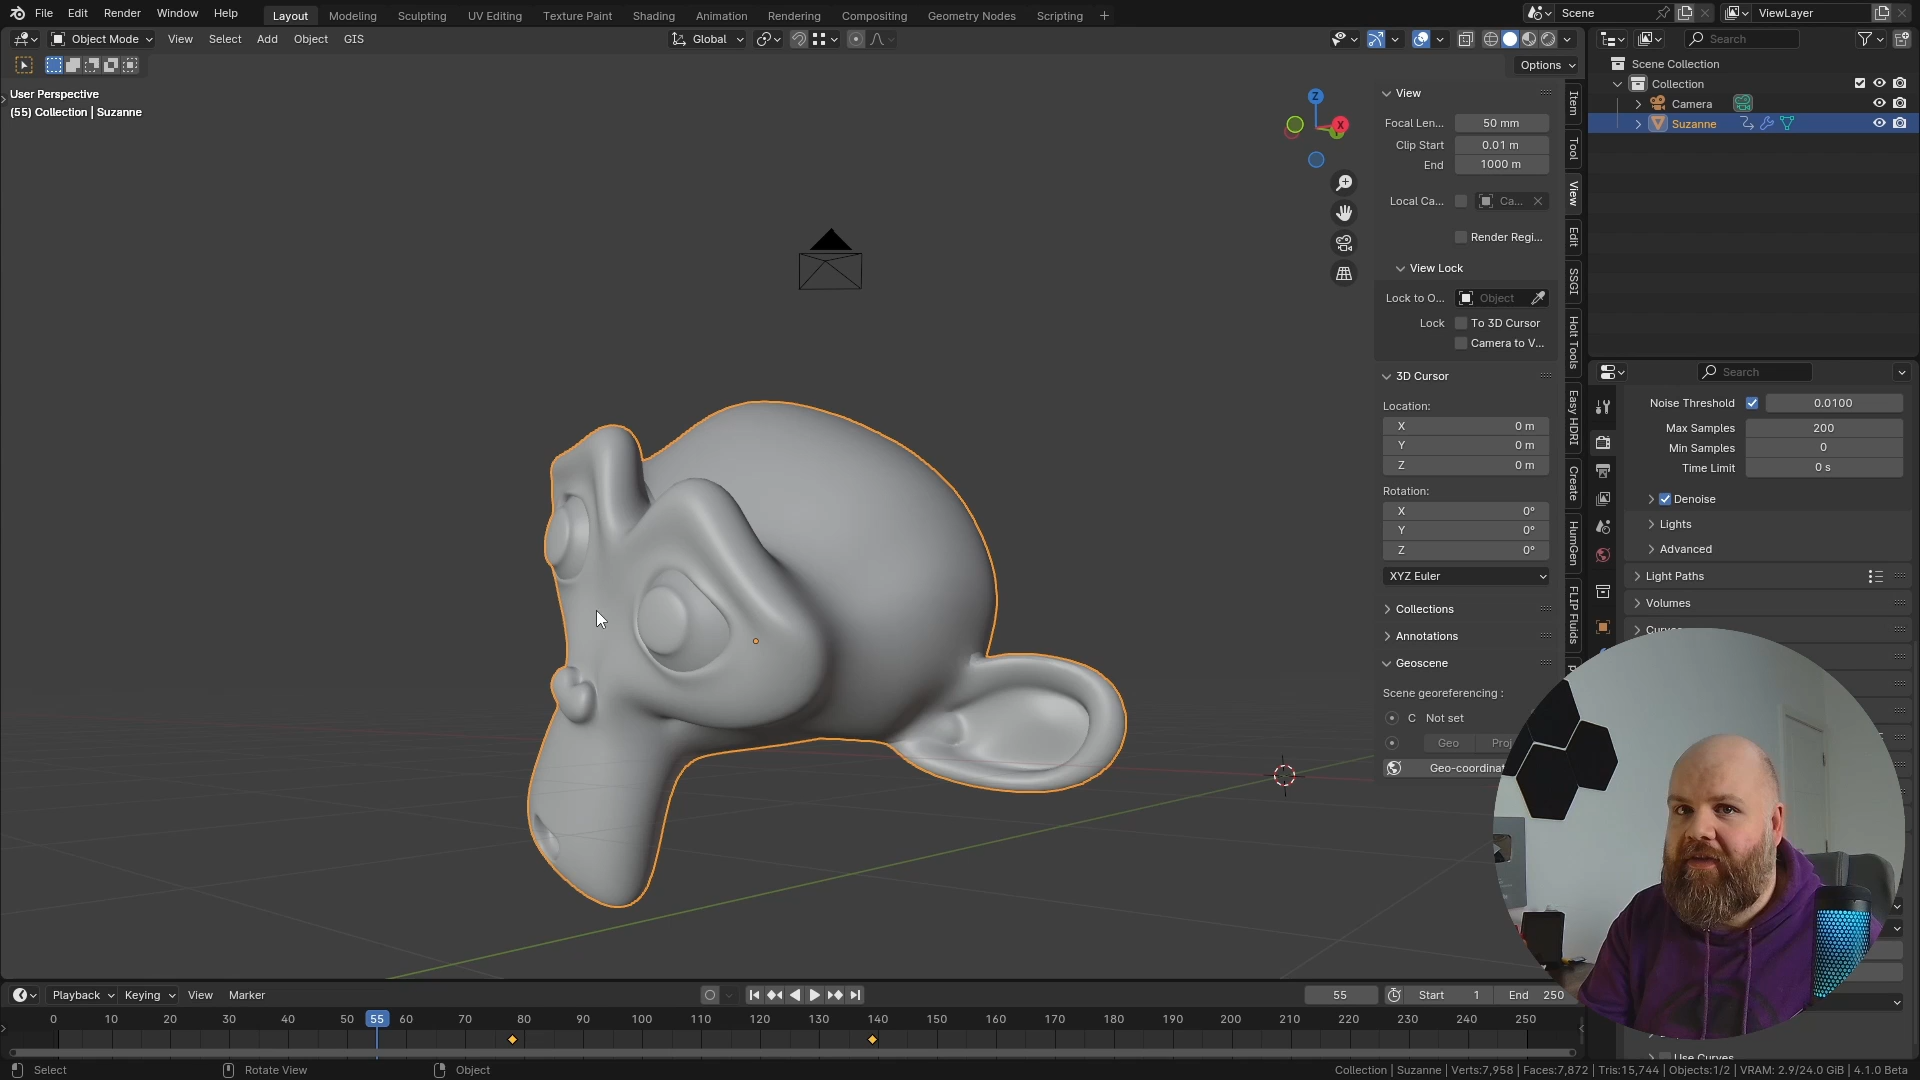 File Edit Render Window Help
Layout Modeling Sculpting UV Editing Texture Paint Shading Animation Rendering Compositing Geometry Nodes Scripting +
Scene
ViewLayer
Object Mode View Select Add Object GIS
Global
Search
Options
User Perspective
(55) Collection | Suzanne
Z
X
Scene Collection
Collection
Camera
Suzanne
Item
Tool
View
Edit
SSGI
Holt Tools
Easy HDRI
Create
HumGen
FLIP Fluids
View
Focal Len... 50 mm
Clip Start 0.01 m
End 1000 m
Local Ca... Ca...
Render Regi...
View Lock
Lock to O... Object
Lock To 3D Cursor
Camera to V...
3D Cursor
Location:
X 0 m
Y 0 m
Z 0 m
Rotation:
X 0°
Y 0°
Z 0°
XYZ Euler
Collections
Annotations
Geoscene
Scene georeferencing :
C Not set
Geo Proj
Geo-coordinat
Search
Noise Threshold 0.0100
Max Samples 200
Min Samples 0
Time Limit 0 s
Denoise
Lights
Advanced
Light Paths
Volumes
Use Curves
Playback Keying View Marker
55 Start 1 End 250
0 10 20 30 40 50 55 60 70 80 90 100 110 120 130 140 150 160 170 180 190 200 210 220 230 240 250
Select Rotate View Object
Collection | Suzanne | Verts:7,958 | Faces:7,872 | Tris:15,744 | Objects:1/2 | VRAM: 2.9/24.0 GiB | 4.1.0 Beta